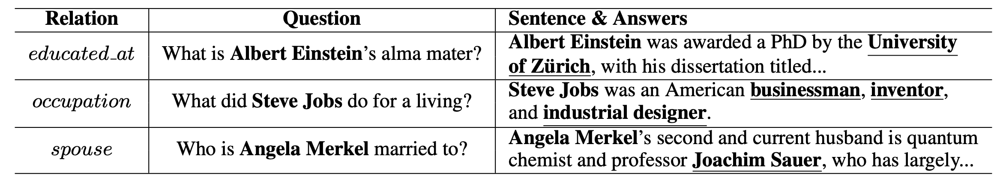 Relation Question Sentence & Answers
educated_at What is Albert Einstein's alma mater? Albert Einstein was awarded a PhD by the University
of Zürich, with his dissertation titled...
occupation What did Steve Jobs do for a living? Steve Jobs was an American businessman, inventor,
and industrial designer.
spouse Who is Angela Merkel married to? Angela Merkel's second and current husband is quantum
chemist and professor Joachim Sauer, who has largely...